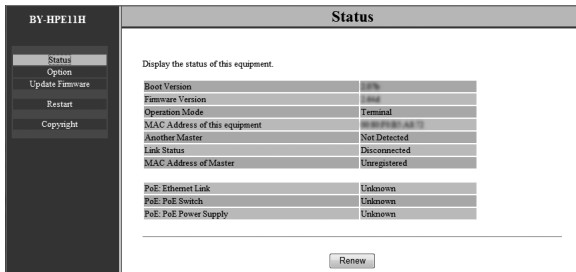 BY-HPE11H
Status
Option
Update Firmware
Restart
Copyright
Status
Display the status of this equipment.
Boot Version
Firmware Version
Operation Mode Terminal
MAC Address of this equipment
Another Master Not Detected
Link Status Disconnected
MAC Address of Master Unregistered
PoE: Ethernet Link Unknown
PoE: PoE Switch Unknown
PoE: PoE Power Supply Unknown
Renew